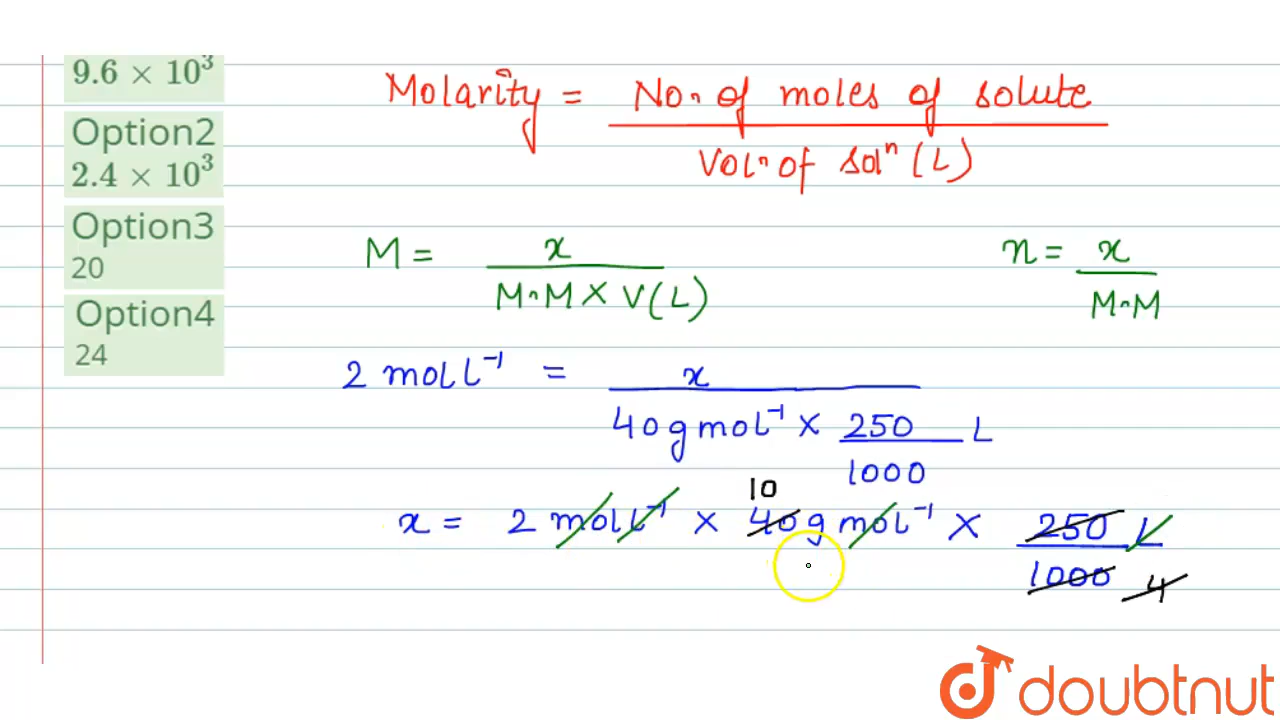 9.6 × 10³
Option2
2.4 × 10³
Option3
20
Option4
24
Molarity = No. of moles of solute
Vol. of solⁿ (L)
M = x
M.M × V(L)
n = x
M.M
2 mol L⁻¹ = x
40 g mol⁻¹ × 250 L
1000
10
x = 2 mol L⁻¹ × 40 g mol⁻¹ × 250 L
1000 4
doubtnut